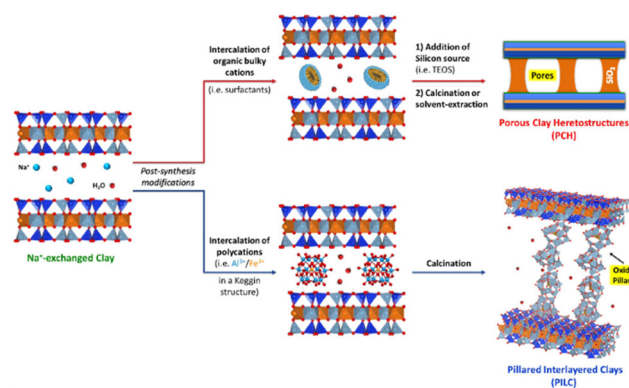 Intercalation of
organic bulky
cations
(i.e. surfactants)
1) Addition of
Silicon source
(i.e. TEOS)
2) Calcination or
solvent-extraction
Pores
SiO₂
Porous Clay Heretostructures
(PCH)
Na⁺
H₂O
Na⁺-exchanged Clay
Post-synthesis
modifications
Intercalation of
polycations
(i.e. Al³⁺/Fe³⁺
in a Keggin
structure)
Calcination
Oxid
Pillar
Pillared Interlayered Clays
(PILC)